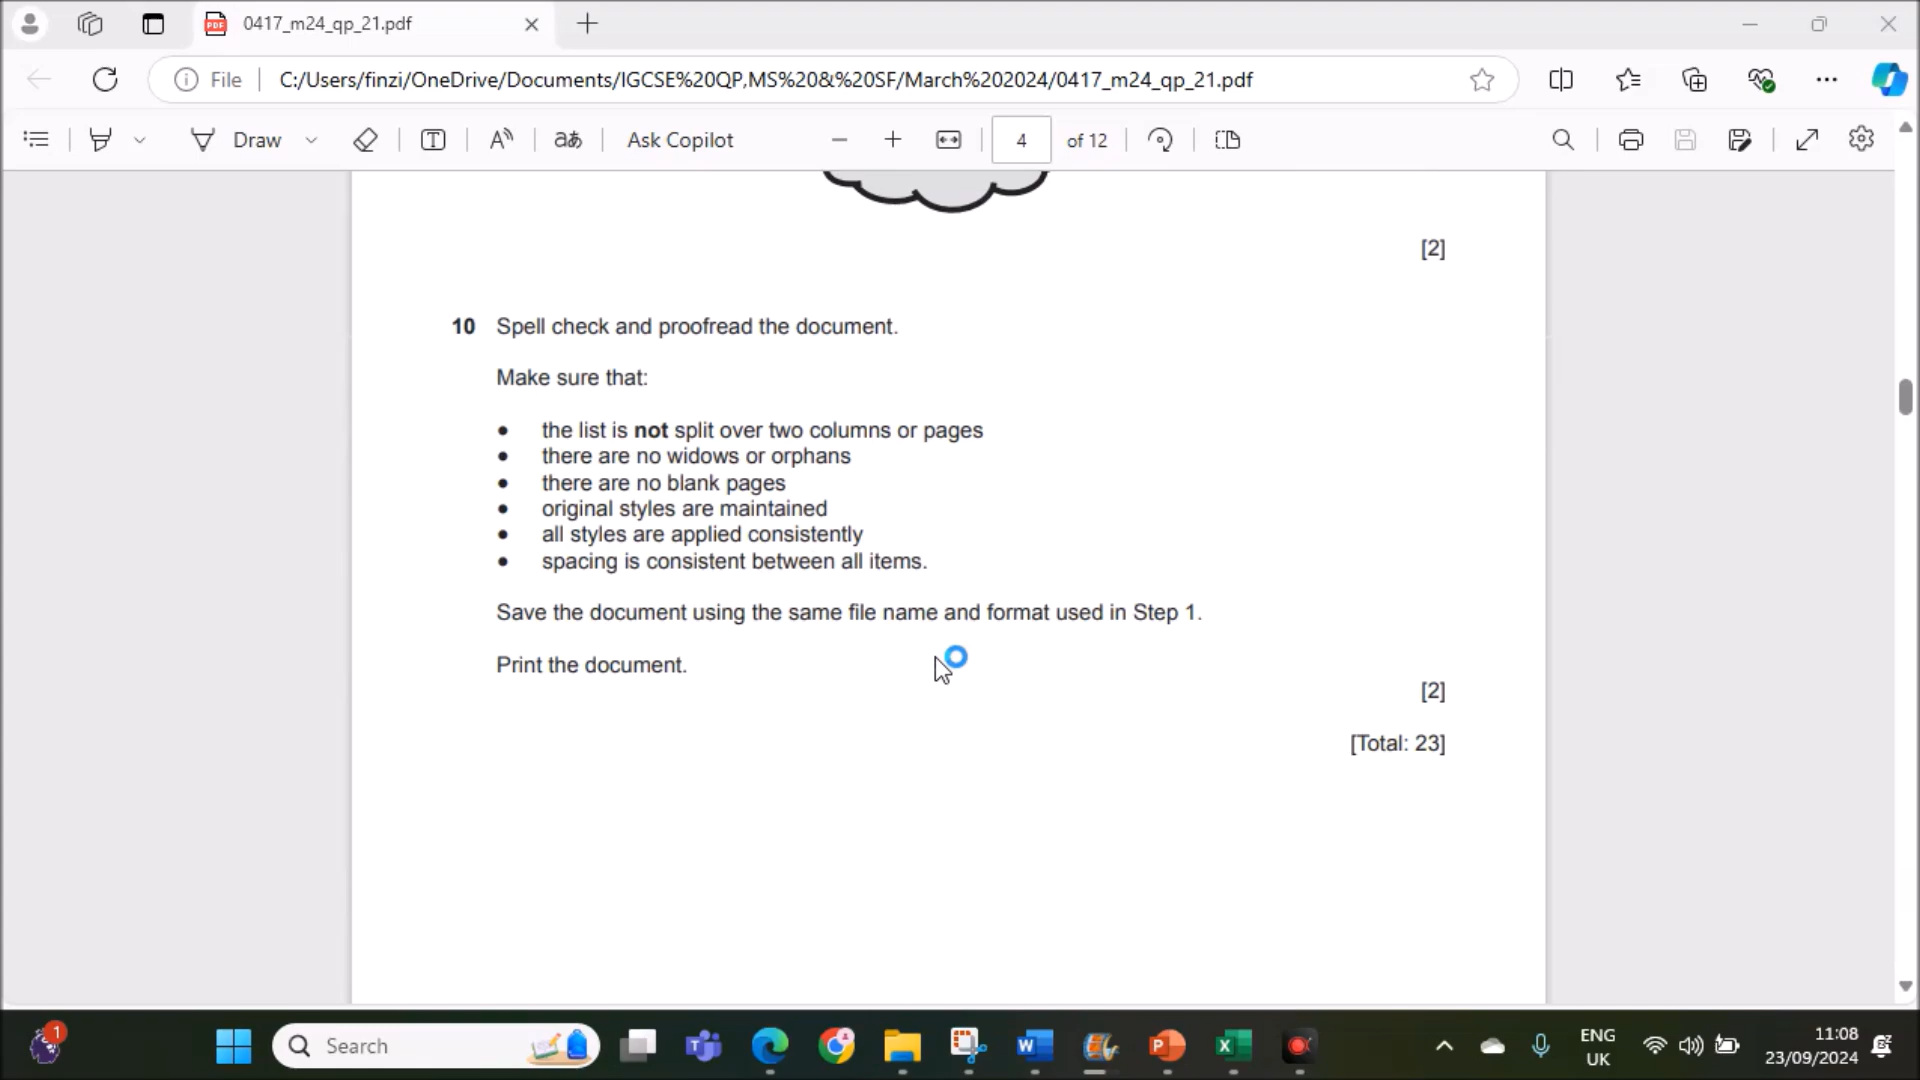 0417_m24_qp_21.pdf
File C:/Users/finzi/OneDrive/Documents/IGCSE%20QP,MS%20&%20SF/March%202024/0417_m24_qp_21.pdf
Draw Ask Copilot 4 of 12
[2]
10 Spell check and proofread the document.
Make sure that:
• the list is not split over two columns or pages
• there are no widows or orphans
• there are no blank pages
• original styles are maintained
• all styles are applied consistently
• spacing is consistent between all items.
Save the document using the same file name and format used in Step 1.
Print the document.
[2]
[Total: 23]
1 Search ENG 11:08
UK 23/09/2024